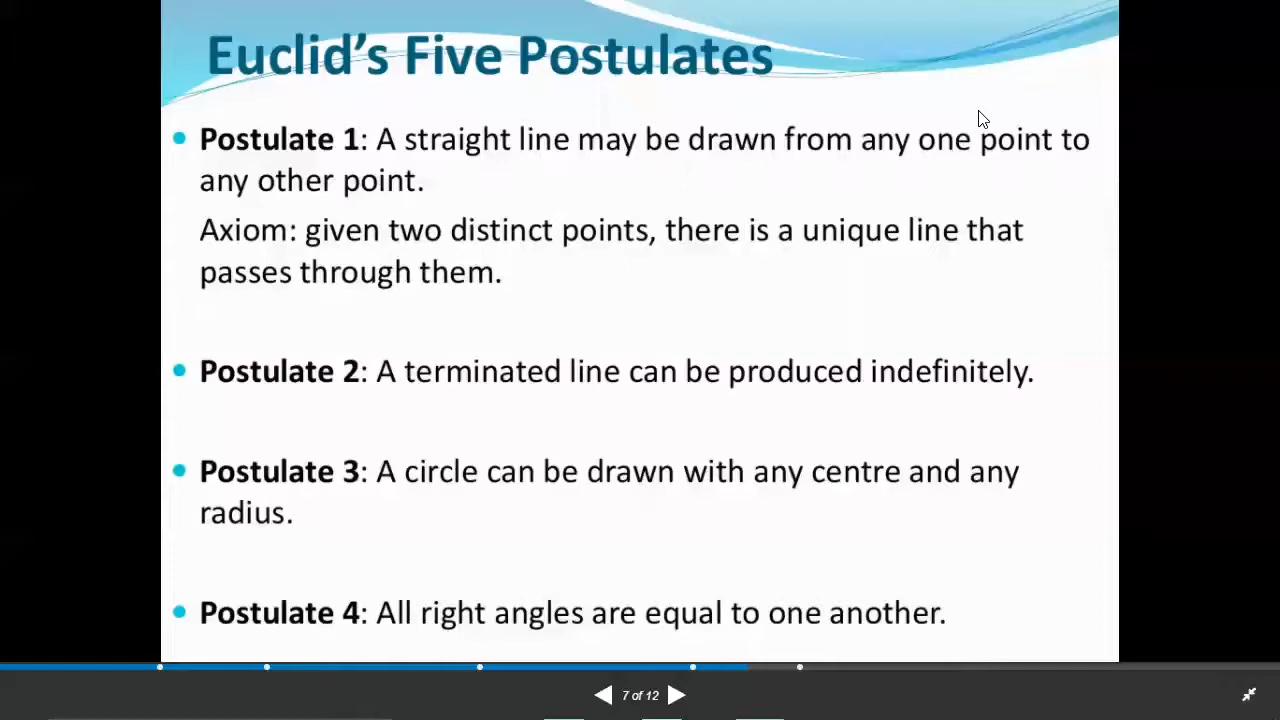 Euclid’s Five Postulates
• Postulate 1: A straight line may be drawn from any one point to
any other point.
Axiom: given two distinct points, there is a unique line that
passes through them.
• Postulate 2: A terminated line can be produced indefinitely.
• Postulate 3: A circle can be drawn with any centre and any
radius.
• Postulate 4: All right angles are equal to one another.
7 of 12